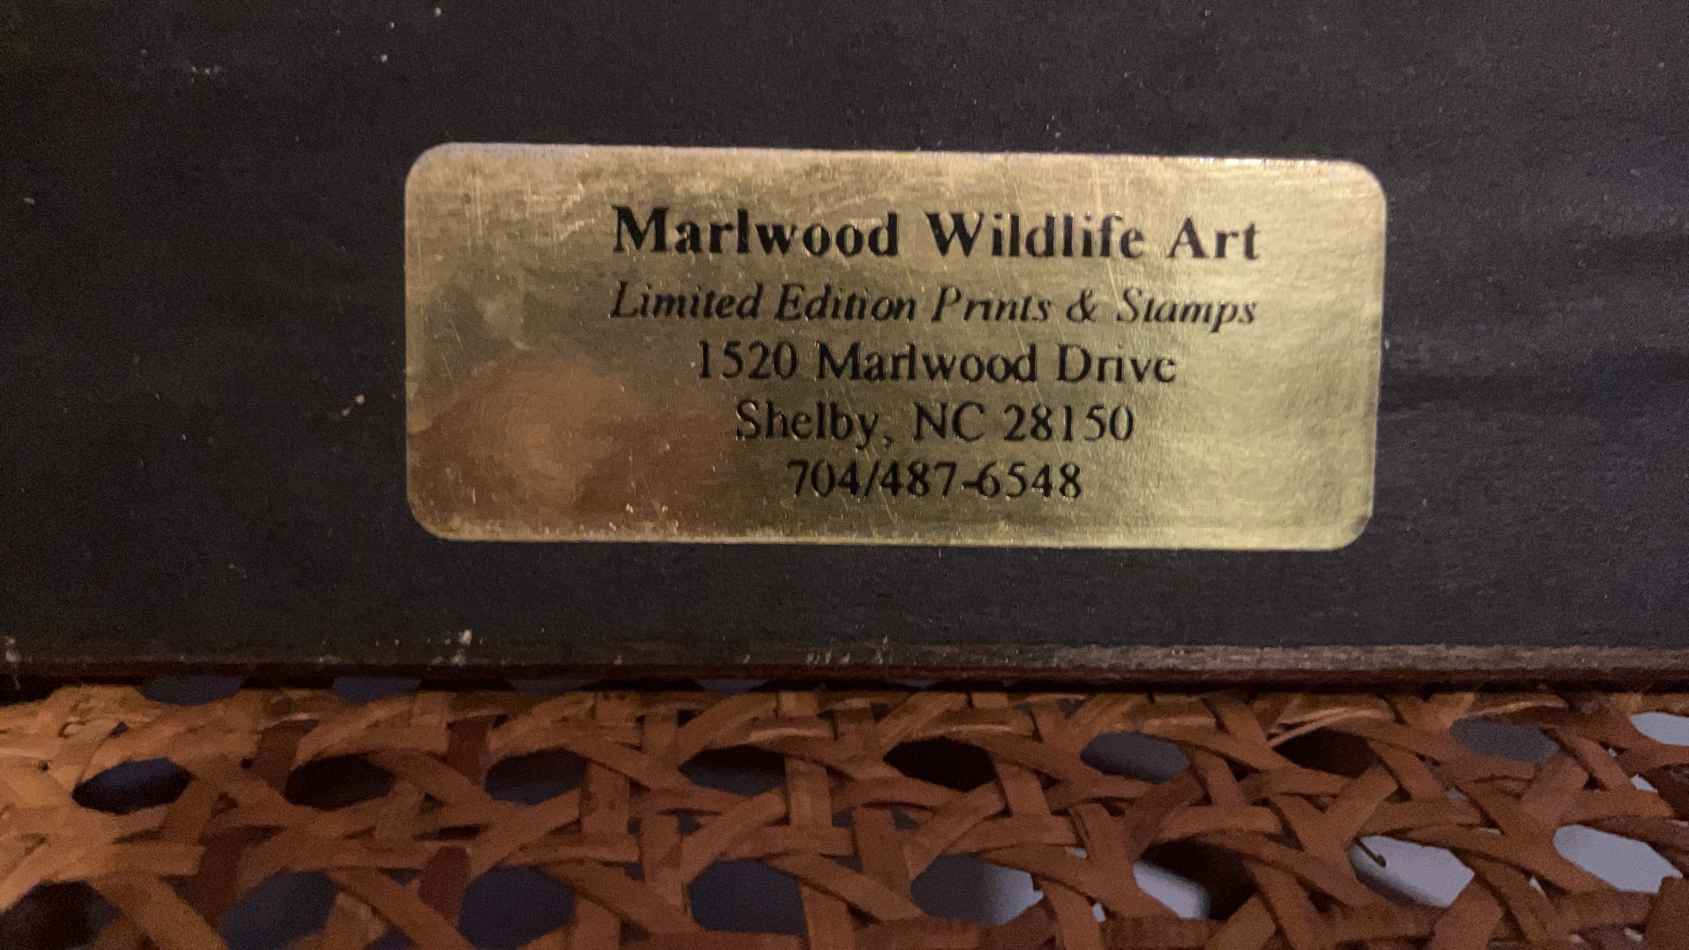 Marlwood Wildlife Art
Limited Edition Prints & Stamps
1520 Marlwood Drive
Shelby, NC 28150
704/487-6548